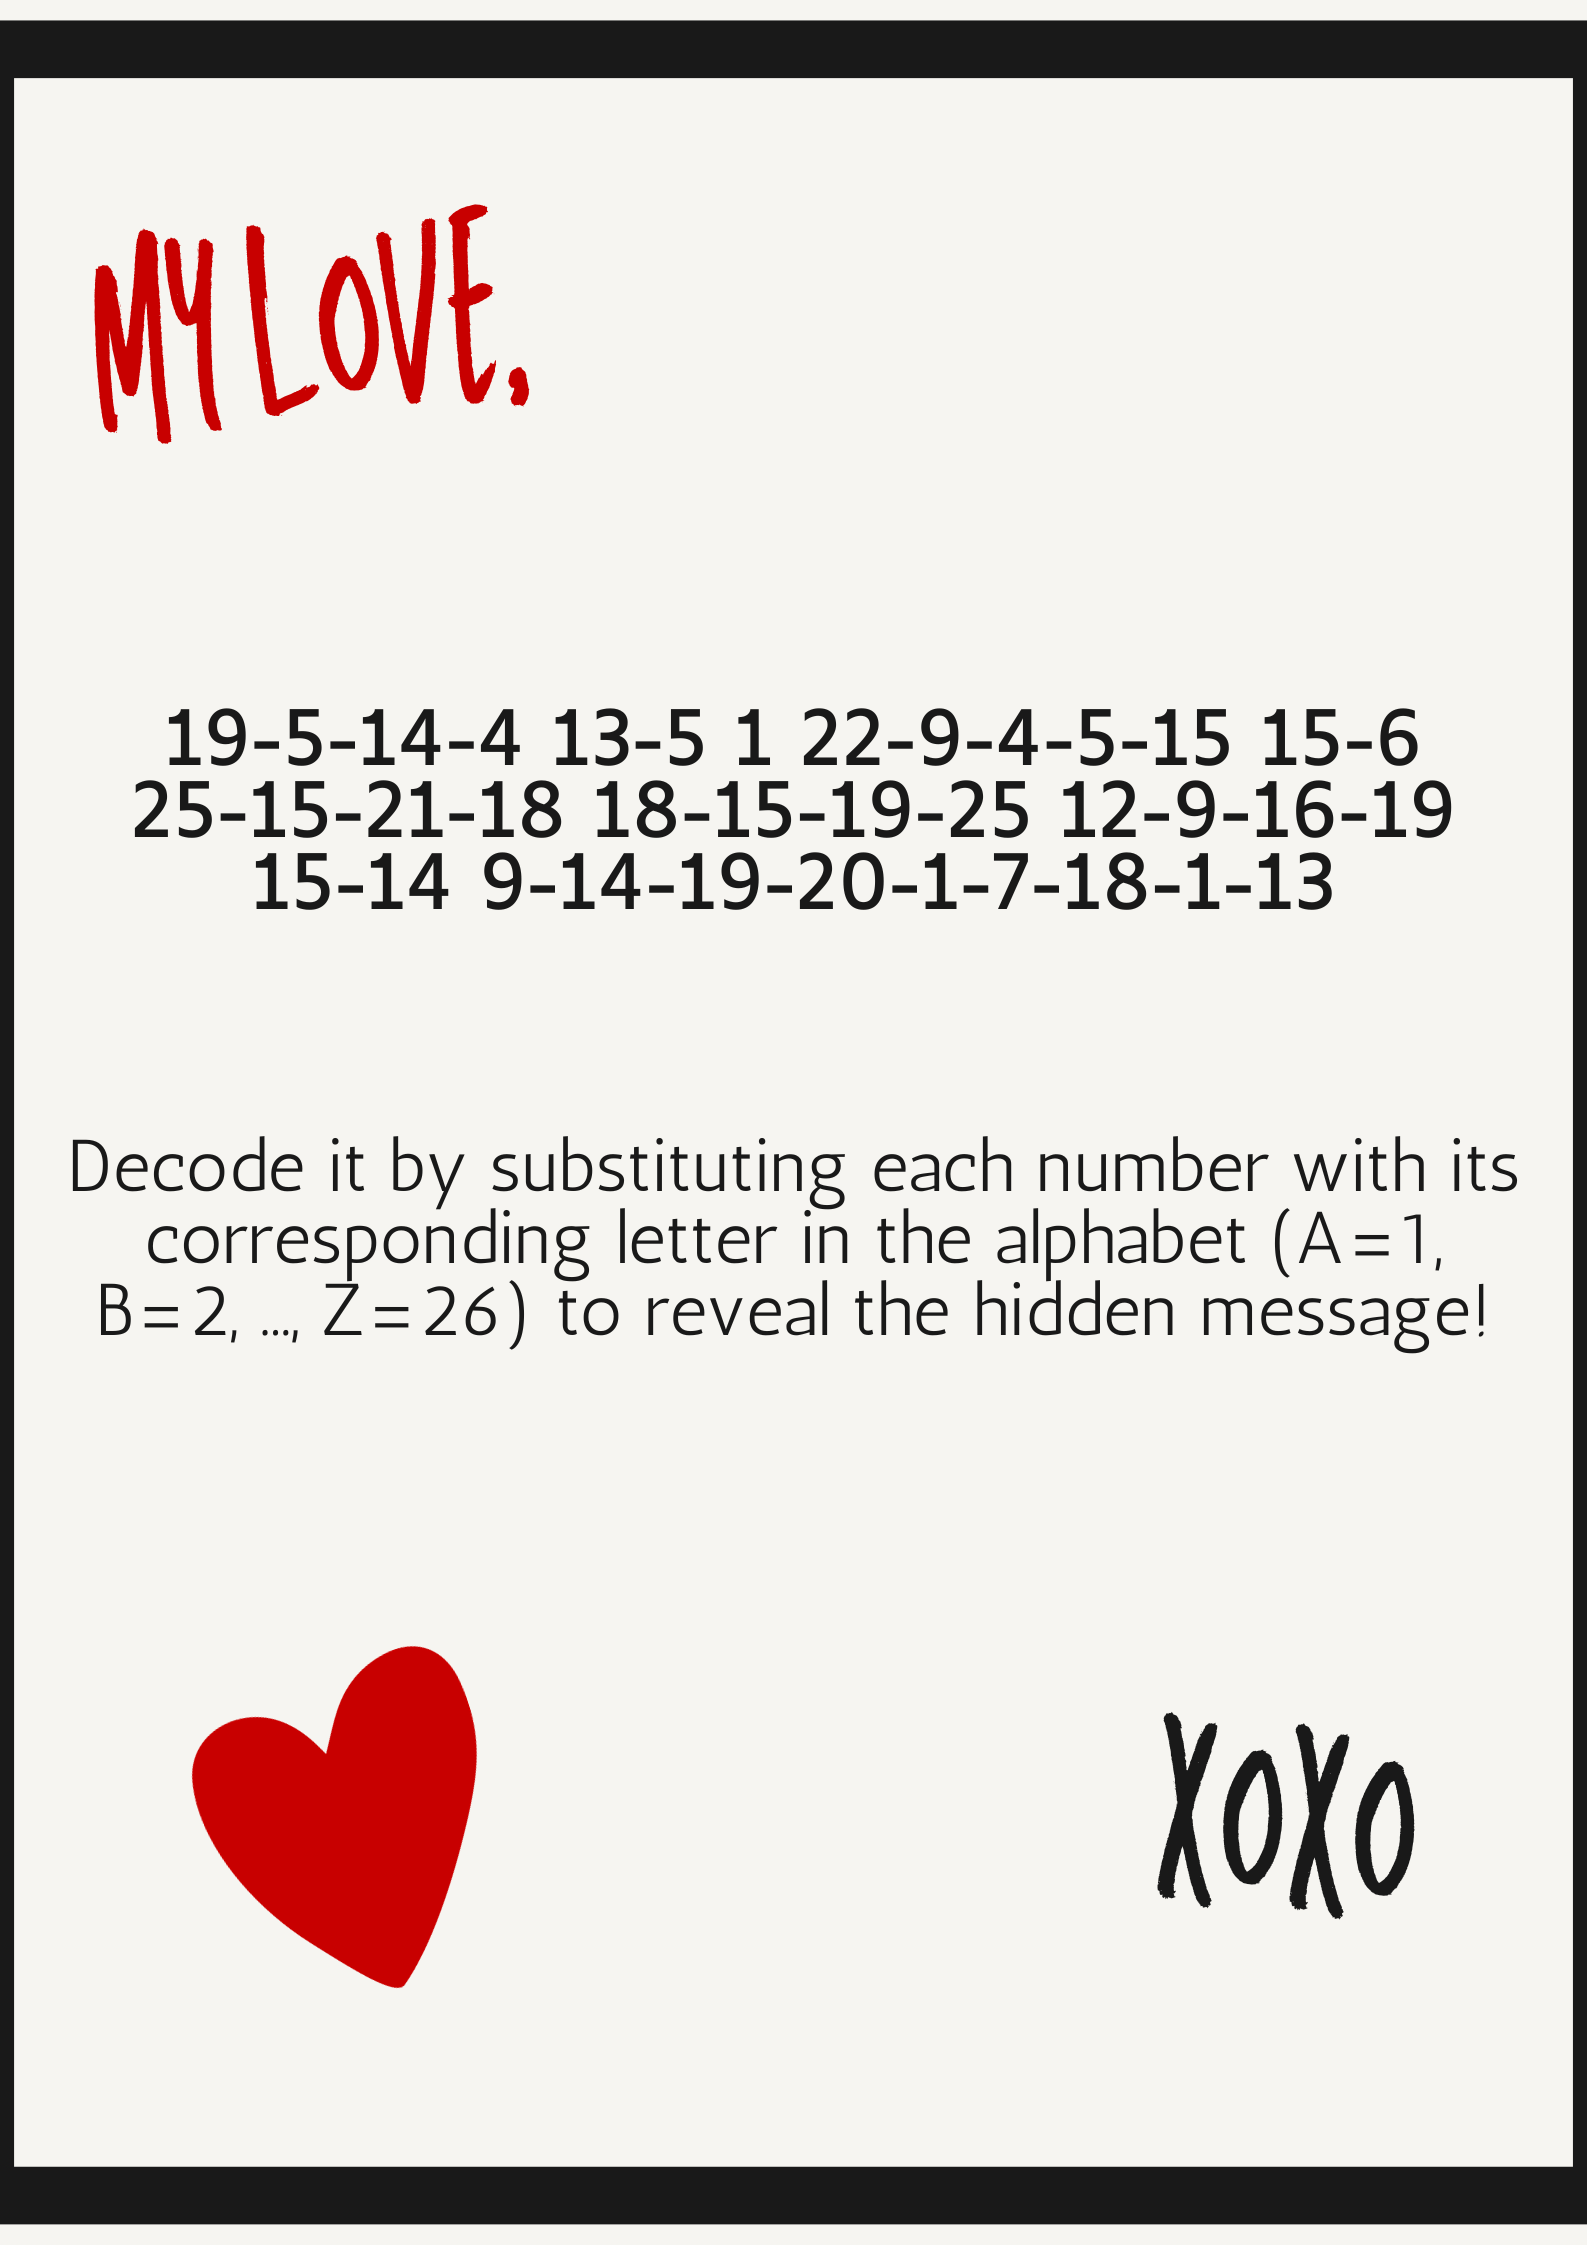 MY LOVE,
19-5-14-4 13-5 1 22-9-4-5-15 15-6
25-15-21-18 18-15-19-25 12-9-16-19
15-14 9-14-19-20-1-7-18-1-13
Decode it by substituting each number with its
corresponding letter in the alphabet (A=1,
B=2, ..., Z=26) to reveal the hidden message!
XOXO